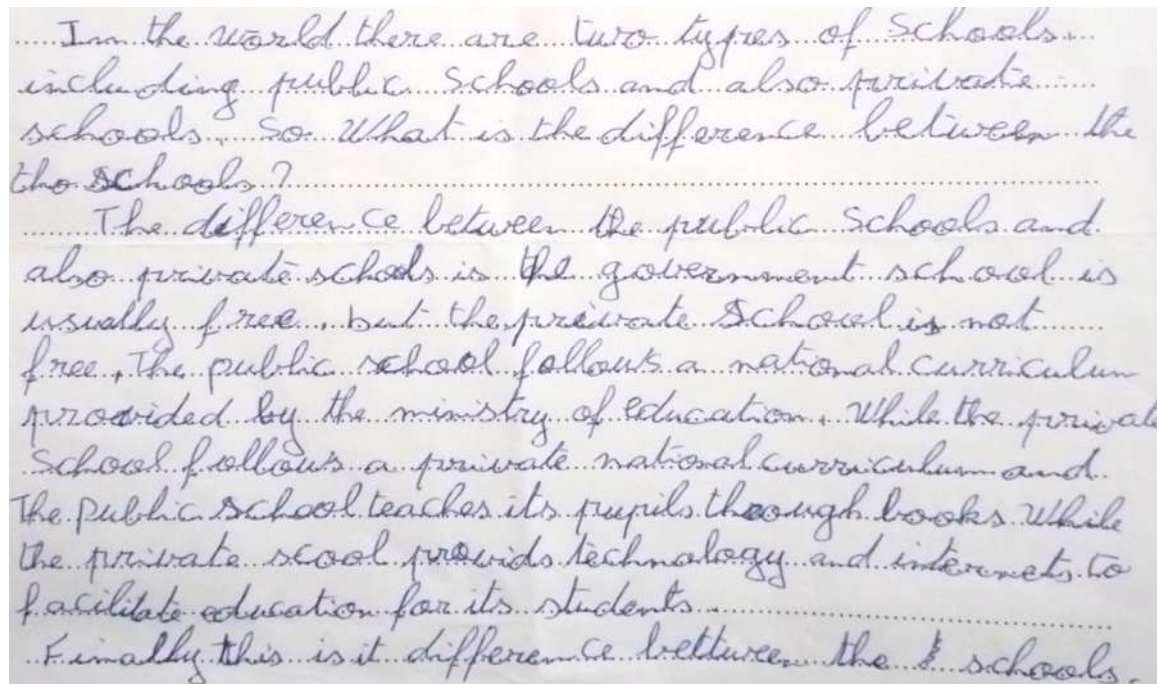 In the world there are two types of Schools
including public Schools and also private
schools. So What is the difference between the
tho schools?
The difference between the public Schools and
also private schools is the government school is
usually free, but the private School is not
free, The public school follows a national curriculum
provided by the ministry of education. While the private
School follows a private national curriculum and
The public school teaches its pupils through books While
the private scool provids technology and internets to
facilitate education for its students.
Finally this is it difference bettween the schools.